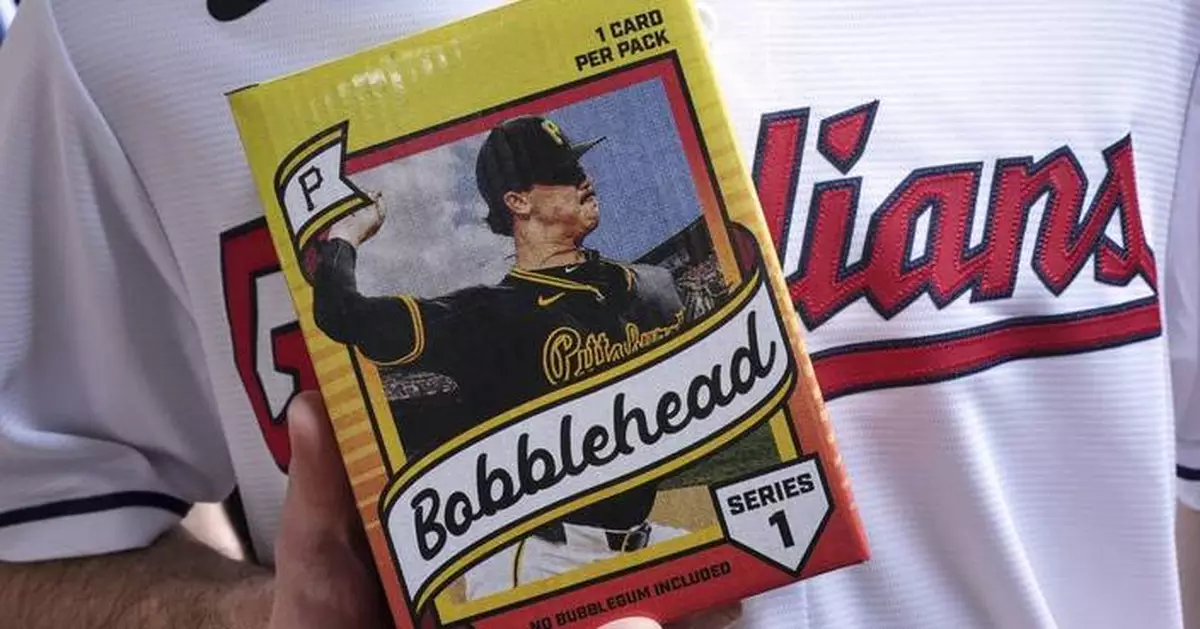 1 CARD
PER PACK
P
P
Pittsburgh
Bobblehead
SERIES
1
NO BUBBLEGUM INCLUDED
G dians